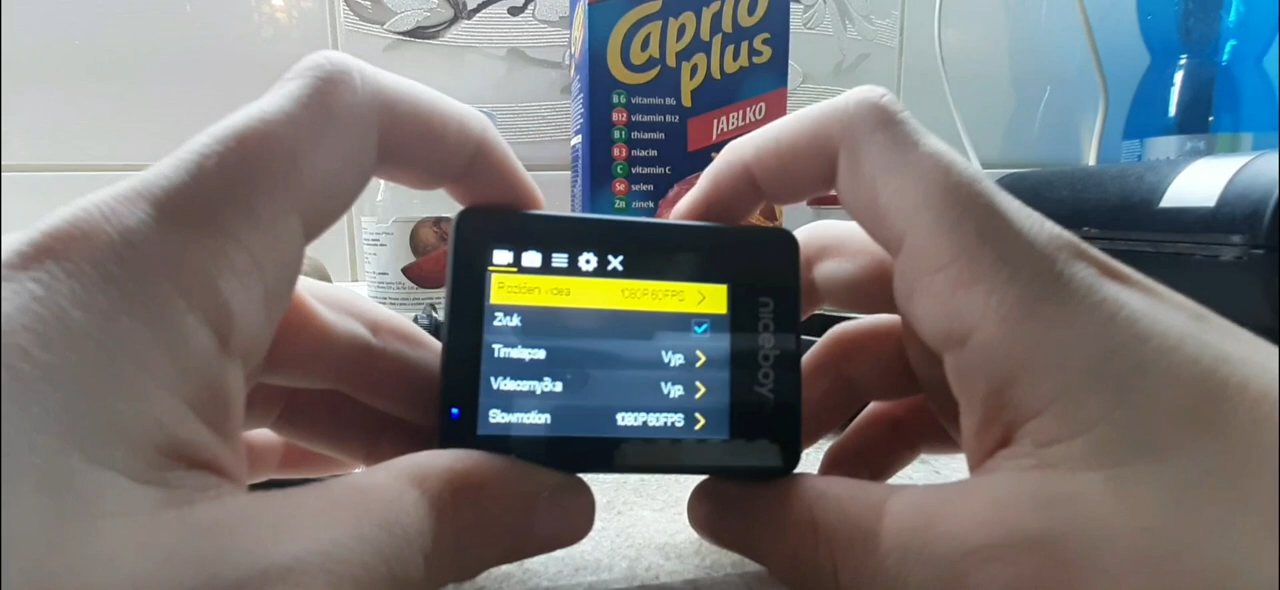 Caprio
plus
JABLKO
B6 vitamin B6
B12 vitamin B12
B1 thiamin
B3 niacin
C vitamin C
Se selen
Zn zinek
Rozlišení videa 1080P 60FPS
Zvuk
Timelapse Vyp.
Videosmyčka Vyp.
Slowmotion 1080P 60FPS
niceboy